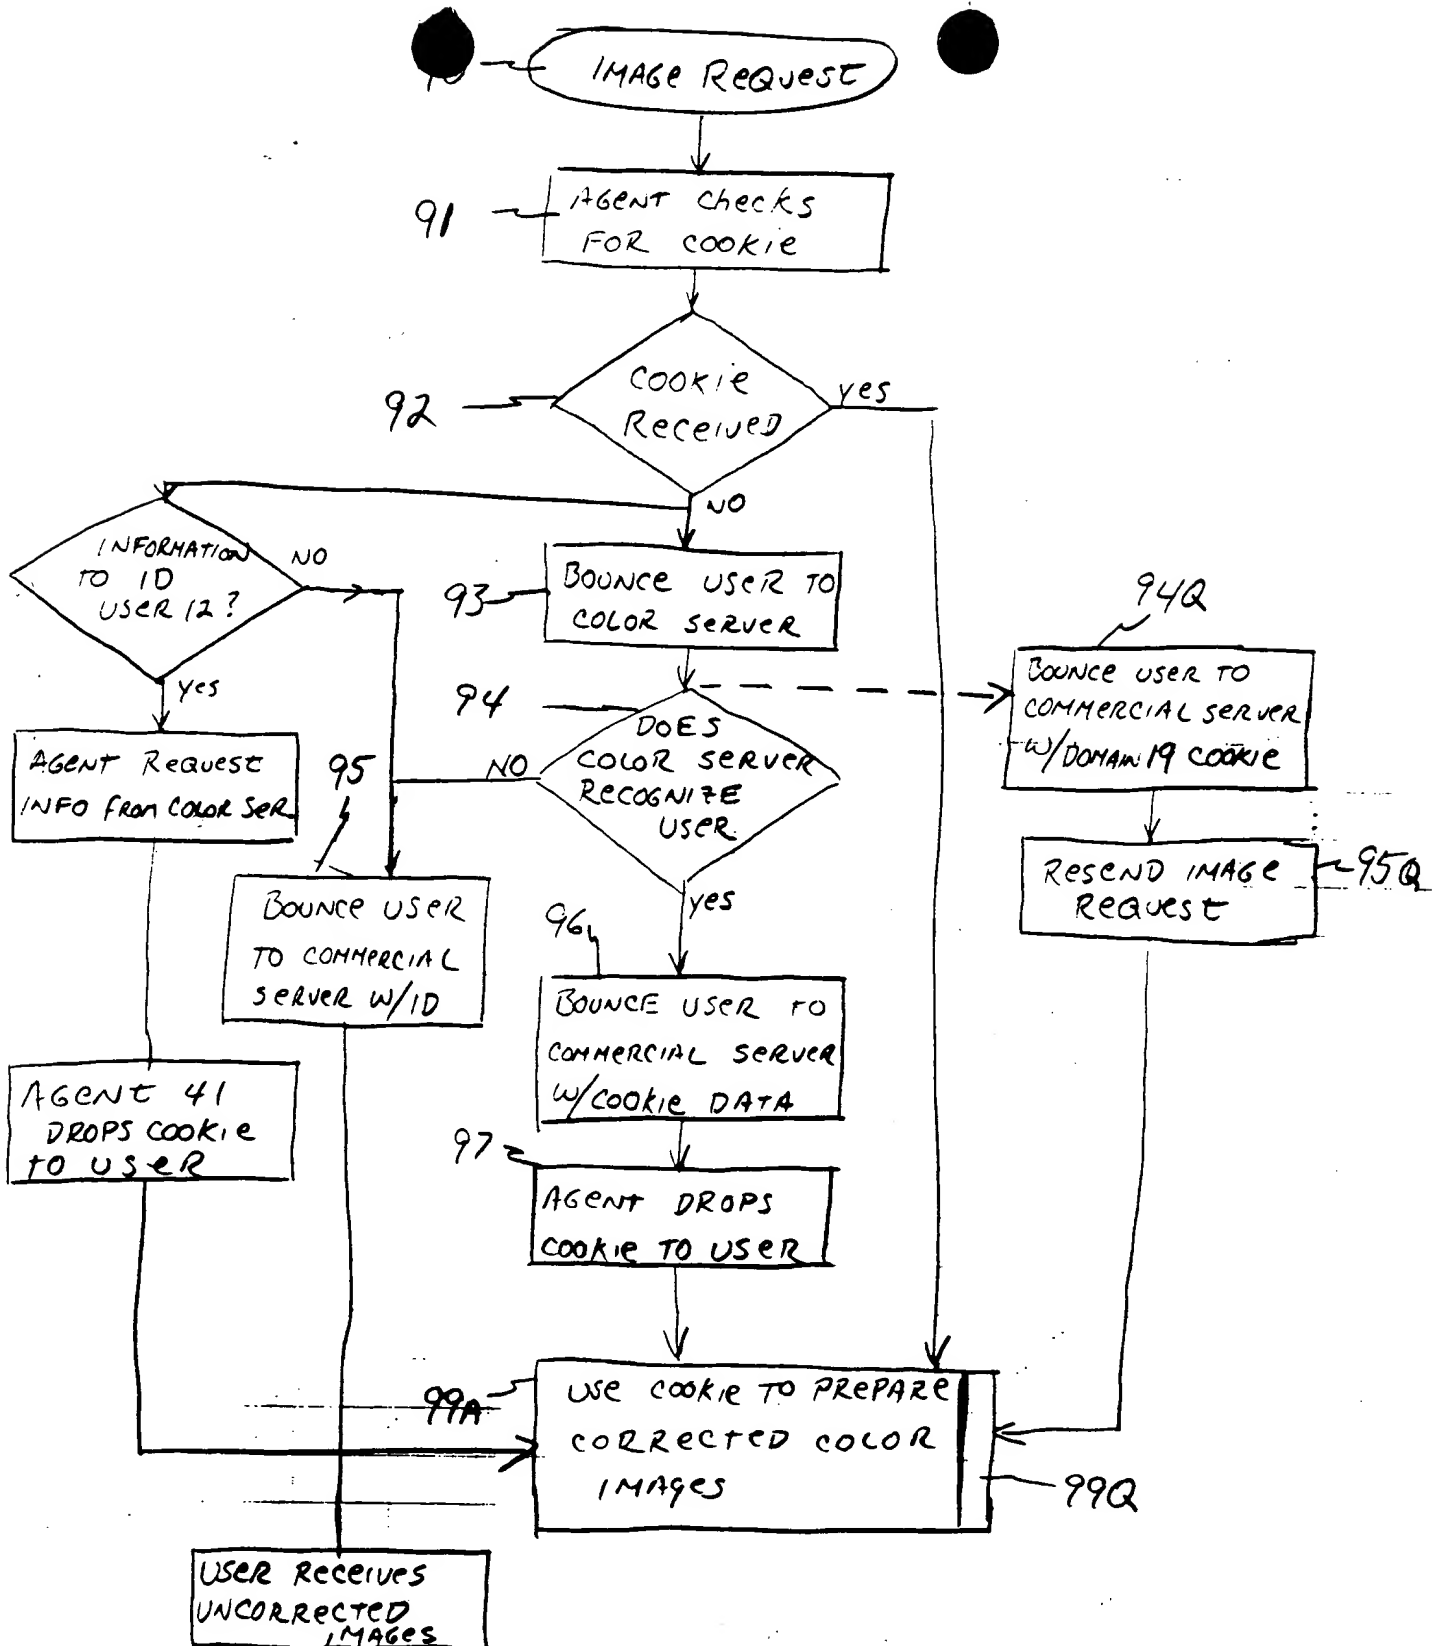 IMAGE REQUEST
91
AGENT CHECKS
FOR COOKIE
92
COOKIE
RECEIVED
YES
NO
INFORMATION
TO ID
USER 12?
NO
YES
93
BOUNCE USER TO
COLOR SERVER
94Q
BOUNCE USER TO
COMMERCIAL SERVER
W/DOMAIN 19 COOKIE
94
DOES
COLOR SERVER
RECOGNIZE
USER
NO
YES
AGENT REQUEST
INFO FROM COLOR SER
95
BOUNCE USER
TO COMMERCIAL
SERVER W/ID
RESEND IMAGE
REQUEST
95Q
96
BOUNCE USER TO
COMMERCIAL SERVER
W/COOKIE DATA
AGENT 41
DROPS COOKIE
TO USER
97
AGENT DROPS
COOKIE TO USER
99A
USE COOKIE TO PREPARE
CORRECTED COLOR
IMAGES
99Q
USER RECEIVES
UNCORRECTED
IMAGES